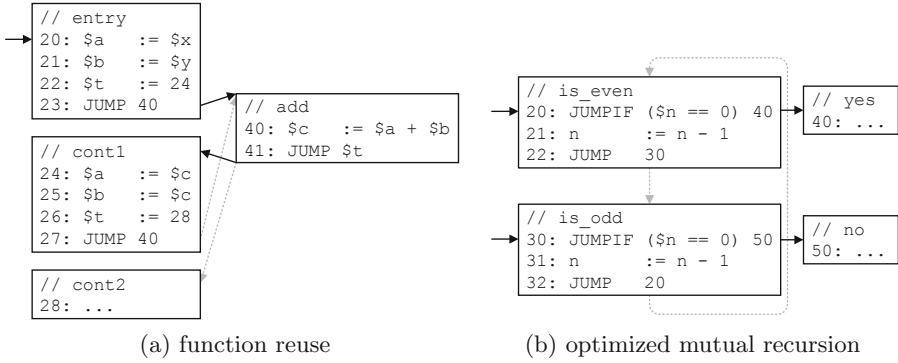 // entry
20: $a := $x
21: $b := $y
22: $t := 24
23: JUMP 40
// add
40: $c := $a + $b
41: JUMP $t
// cont1
24: $a := $c
25: $b := $c
26: $t := 28
27: JUMP 40
// cont2
28: ...
(a) function reuse
// is_even
20: JUMPIF ($n == 0) 40
21: n := n - 1
22: JUMP 30
// yes
40: ...
// is_odd
30: JUMPIF ($n == 0) 50
31: n := n - 1
32: JUMP 20
// no
50: ...
(b) optimized mutual recursion